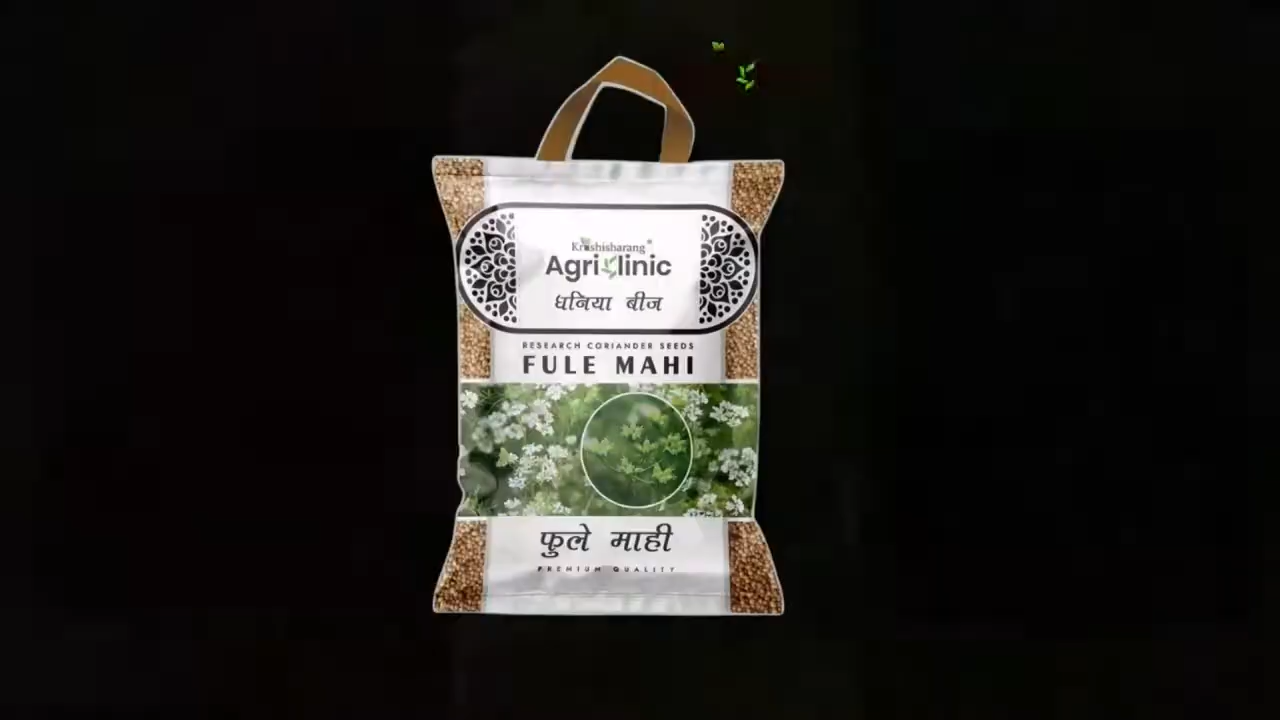 Krishisharang
AgriClinic
धनिया बीज
RESEARCH CORIANDER SEEDS
FULE MAHI
फुले माही
PREMIUM QUALITY